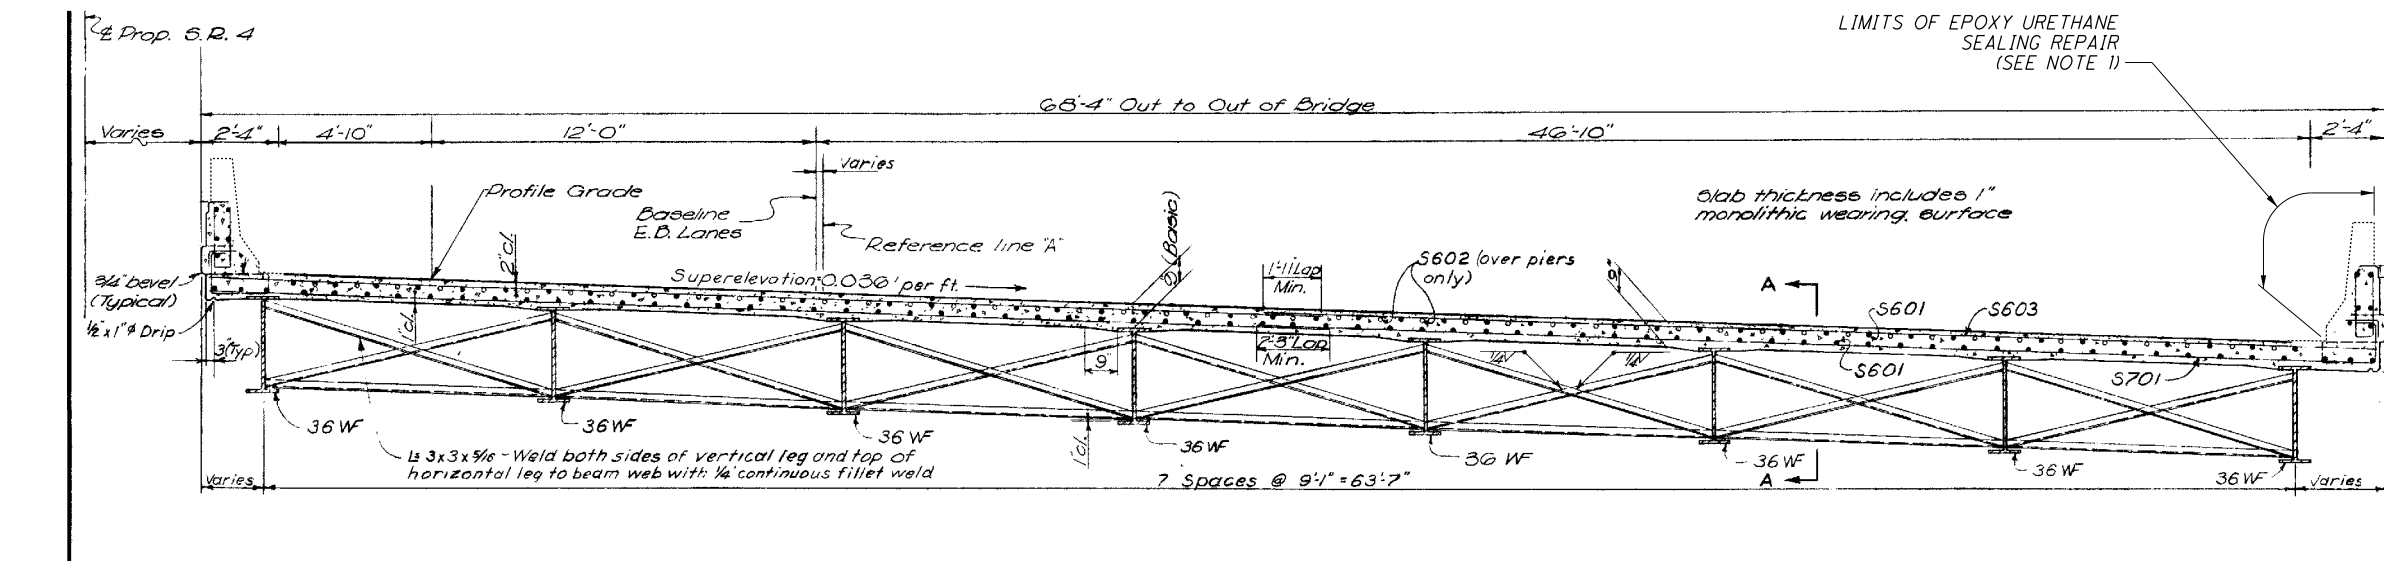 ℄ Prop. S.R. 4
LIMITS OF EPOXY URETHANE
SEALING REPAIR
(SEE NOTE 1)
68'-4" Out to Out of Bridge
Varies
2'-4"
4'-10"
12'-0"
46'-10"
2'-4"
Varies
Profile Grade
Baseline
E.B. Lanes
Reference line "A"
Slab thickness includes 1"
monolithic wearing surface
(Basic)
2" cl.
3/4" bevel
(Typical)
1/2" x 1" ⌀ Drip
3"(Typ)
Superelevation=0.036' per ft.
1'-11 Lap
Min.
S602 (over piers
only)
9"
A
S601
S603
1" cl.
2'-3" Lap
Min.
9"
1/4 V
1/4 V
S601
S701
36 WF
36 WF
36 WF
36 WF
36 WF
36 WF
36 WF
36 WF
1" cl.
Ls 3 x 3 x 5/16 - Weld both sides of vertical leg and top of
horizontal leg to beam web with 1/4" continuous fillet weld
Varies
7 Spaces @ 9'-1" = 63'-7"
A
Varies